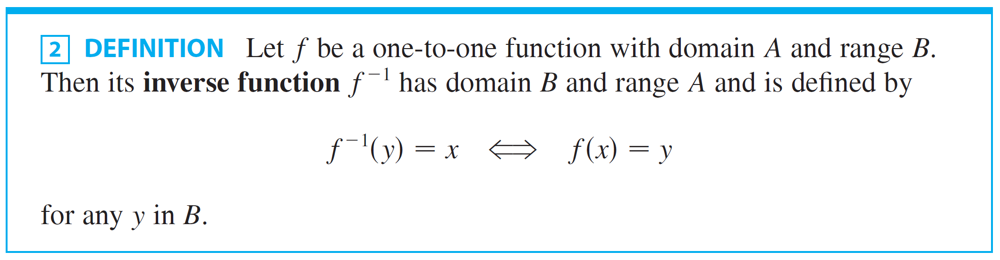 2 DEFINITION Let f be a one-to-one function with domain A and range B.
Then its inverse function f⁻¹ has domain B and range A and is defined by
f⁻¹(y) = x ⟺ f(x) = y
for any y in B.